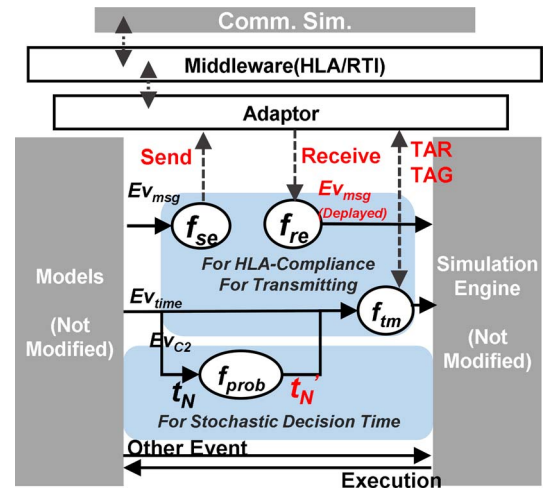 Comm. Sim.
Middleware(HLA/RTI)
Adaptor
Send
Receive
TAR
TAG
Ev_msg
Ev_msg
(Deplayed)
f_se
f_re
For HLA-Compliance
For Transmitting
Models
(Not
Modified)
Simulation
Engine
(Not
Modified)
Ev_time
f_tm
Ev_C2
t_N
f_prob
t_N'
For Stochastic Decision Time
Other Event
Execution